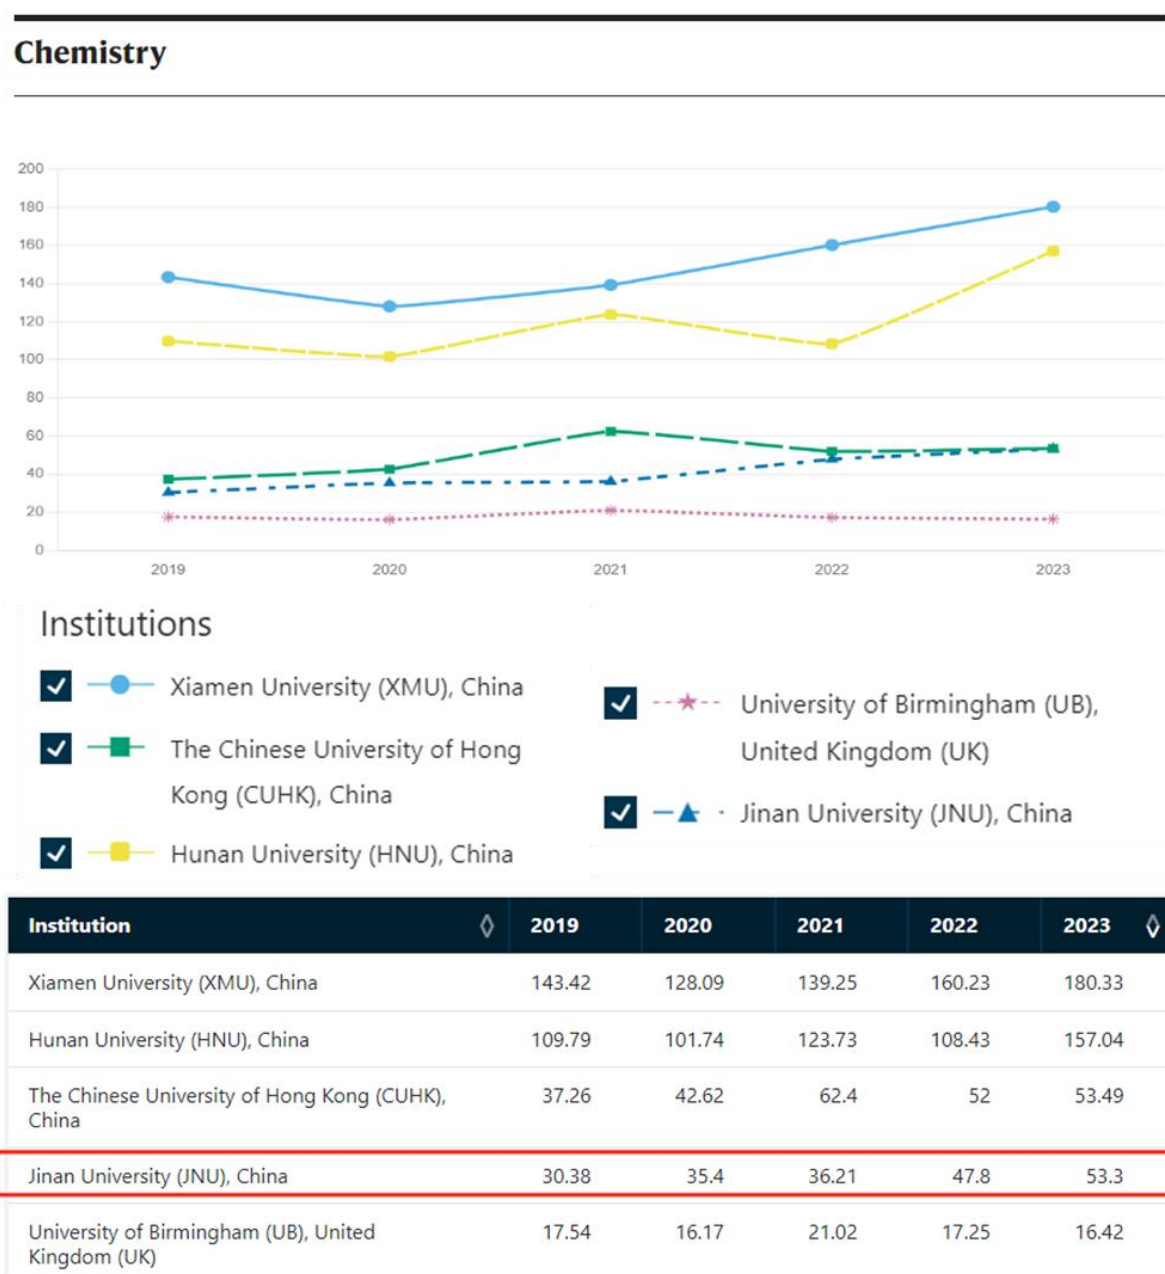 Chemistry
200
180
160
140
120
100
80
60
40
20
0
2019 2020 2021 2022 2023
Institutions
Xiamen University (XMU), China
The Chinese University of Hong
Kong (CUHK), China
Hunan University (HNU), China
University of Birmingham (UB),
United Kingdom (UK)
Jinan University (JNU), China
Institution 2019 2020 2021 2022 2023
Xiamen University (XMU), China 143.42 128.09 139.25 160.23 180.33
Hunan University (HNU), China 109.79 101.74 123.73 108.43 157.04
The Chinese University of Hong Kong (CUHK), 37.26 42.62 62.4 52 53.49
China
Jinan University (JNU), China 30.38 35.4 36.21 47.8 53.3
University of Birmingham (UB), United 17.54 16.17 21.02 17.25 16.42
Kingdom (UK)